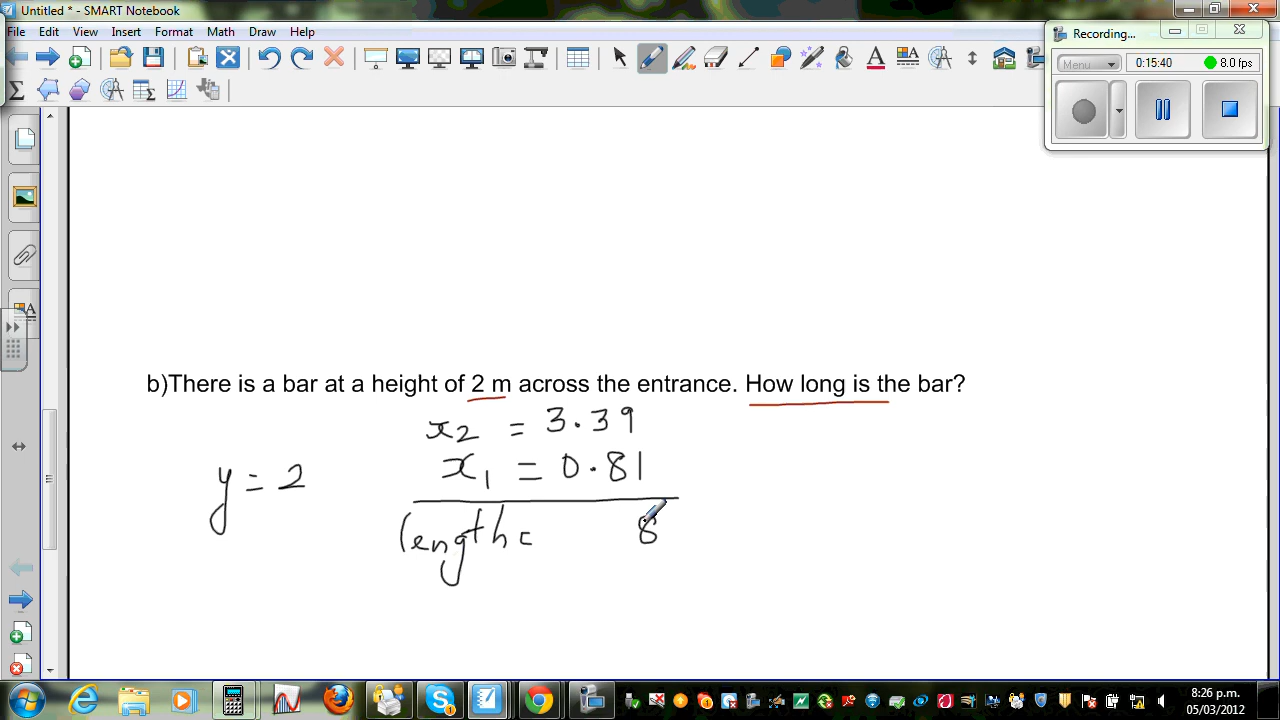 Untitled * - SMART Notebook
File Edit View Insert Format Math Draw Help
Recording...
Menu 0:15:40 8.0 fps
b)There is a bar at a height of 2 m across the entrance. How long is the bar?
x2 = 3.39
y = 2
x1 = 0.81
length = 8
8:26 p.m.
05/03/2012